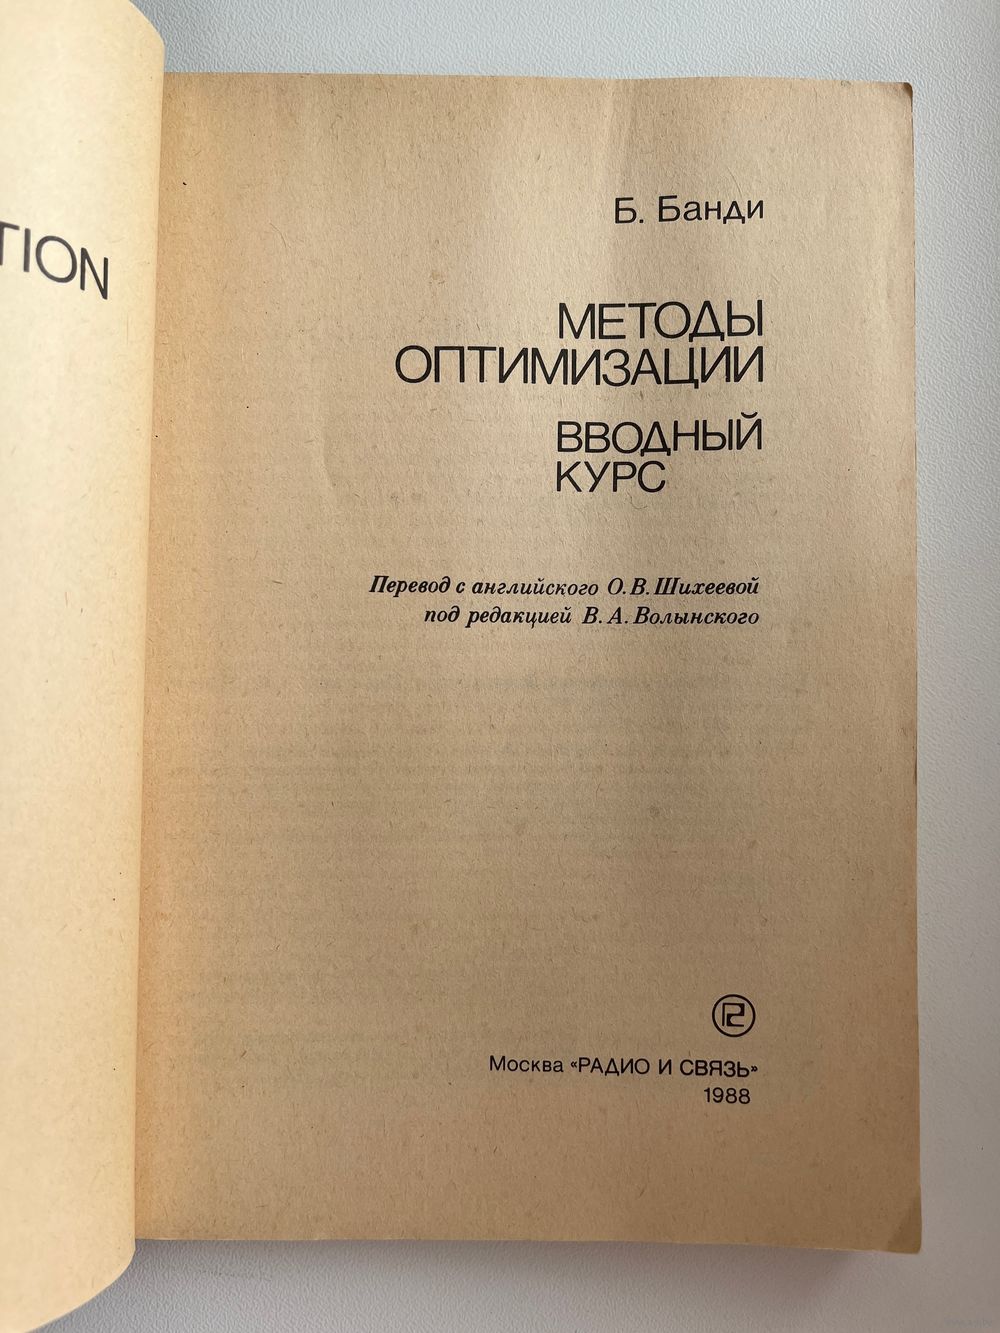 TION
Б. Банди
МЕТОДЫ
ОПТИМИЗАЦИИ
ВВОДНЫЙ
КУРС
Перевод с английского О. В. Шихеевой
под редакцией В. А. Волынского
Москва «РАДИО И СВЯЗЬ»
1988